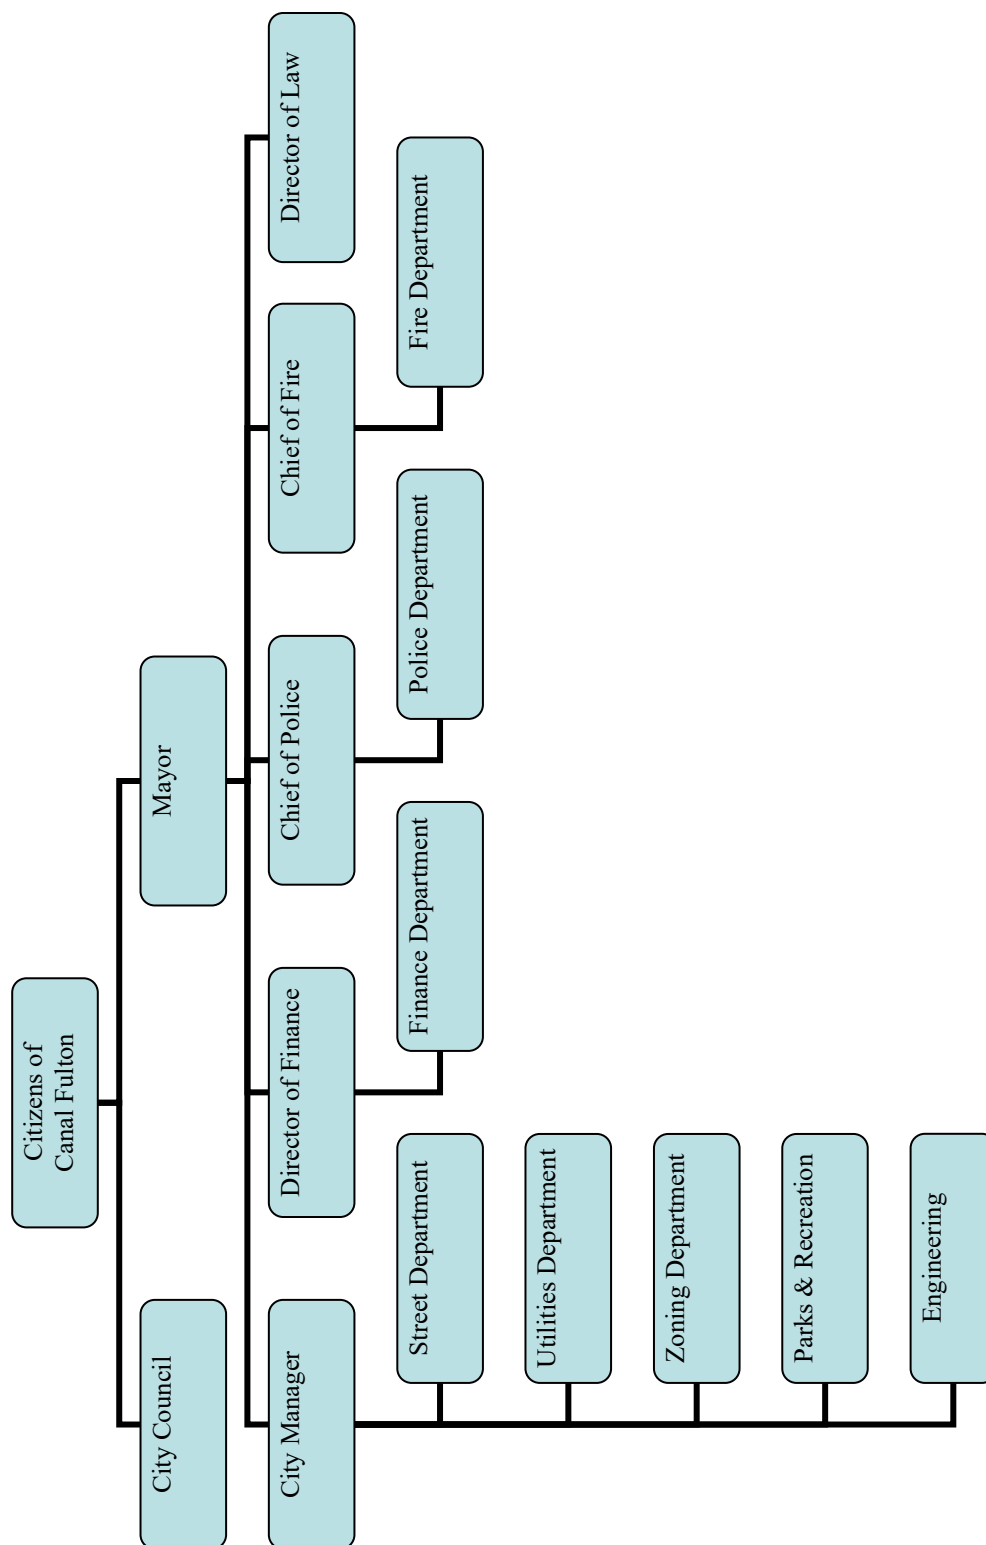 Citizens of
Canal Fulton
City Council
Mayor
City Manager
Director of Finance
Chief of Police
Chief of Fire
Director of Law
Street Department
Finance Department
Police Department
Fire Department
Utilities Department
Zoning Department
Parks & Recreation
Engineering